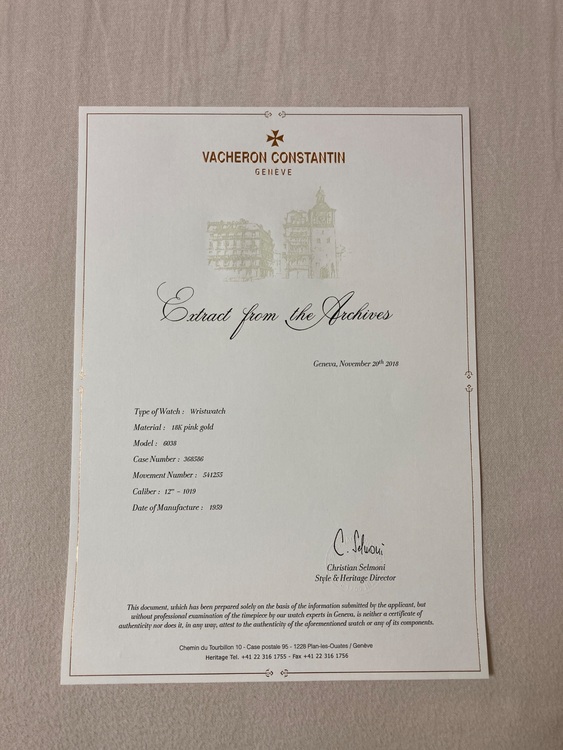 VACHERON CONSTANTIN
GENÈVE
Extract from the Archives
Geneva, November 20th 2018
Type of Watch : Wristwatch
Material : 18K pink gold
Model : 6038
Case Number : 368586
Movement Number : 541255
Caliber : 12''' – 1019
Date of Manufacture : 1959
C. Selmoni
Christian Selmoni
Style & Heritage Director
This document, which has been prepared solely on the basis of the information submitted by the applicant, but
without professional examination of the timepiece by our watch experts in Geneva, is neither a certificate of
authenticity nor does it, in any way, attest to the authenticity of the aforementioned watch or any of its components.
Chemin du Tourbillon 10 - Case postale 95 - 1228 Plan-les-Ouates / Genève
Heritage Tel. +41 22 316 1755 - Fax +41 22 316 1756